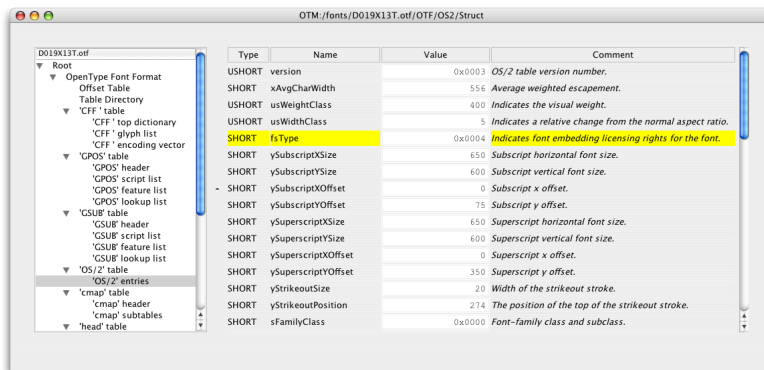 OTM:/fonts/D019X13T.otf/OTF/OS2/Struct
D019X13T.otf
Root
OpenType Font Format
Offset Table
Table Directory
'CFF ' table
'CFF ' top dictionary
'CFF ' glyph list
'CFF ' encoding vector
'GPOS' table
'GPOS' header
'GPOS' script list
'GPOS' feature list
'GPOS' lookup list
'GSUB' table
'GSUB' header
'GSUB' script list
'GSUB' feature list
'GSUB' lookup list
'OS/2' table
'OS/2' entries
'cmap' table
'cmap' header
'cmap' subtables
'head' table
Type Name Value Comment
USHORT version 0x0003 OS/2 table version number.
SHORT xAvgCharWidth 556 Average weighted escapement.
USHORT usWeightClass 400 Indicates the visual weight.
USHORT usWidthClass 5 Indicates a relative change from the normal aspect ratio.
SHORT fsType 0x0004 Indicates font embedding licensing rights for the font.
SHORT ySubscriptXSize 650 Subscript horizontal font size.
SHORT ySubscriptYSize 600 Subscript vertical font size.
SHORT ySubscriptXOffset 0 Subscript x offset.
SHORT ySubscriptYOffset 75 Subscript y offset.
SHORT ySuperscriptXSize 650 Superscript horizontal font size.
SHORT ySuperscriptYSize 600 Superscript vertical font size.
SHORT ySuperscriptXOffset 0 Superscript x offset.
SHORT ySuperscriptYOffset 350 Superscript y offset.
SHORT yStrikeoutSize 20 Width of the strikeout stroke.
SHORT yStrikeoutPosition 274 The position of the top of the strikeout stroke.
SHORT sFamilyClass 0x0000 Font-family class and subclass.